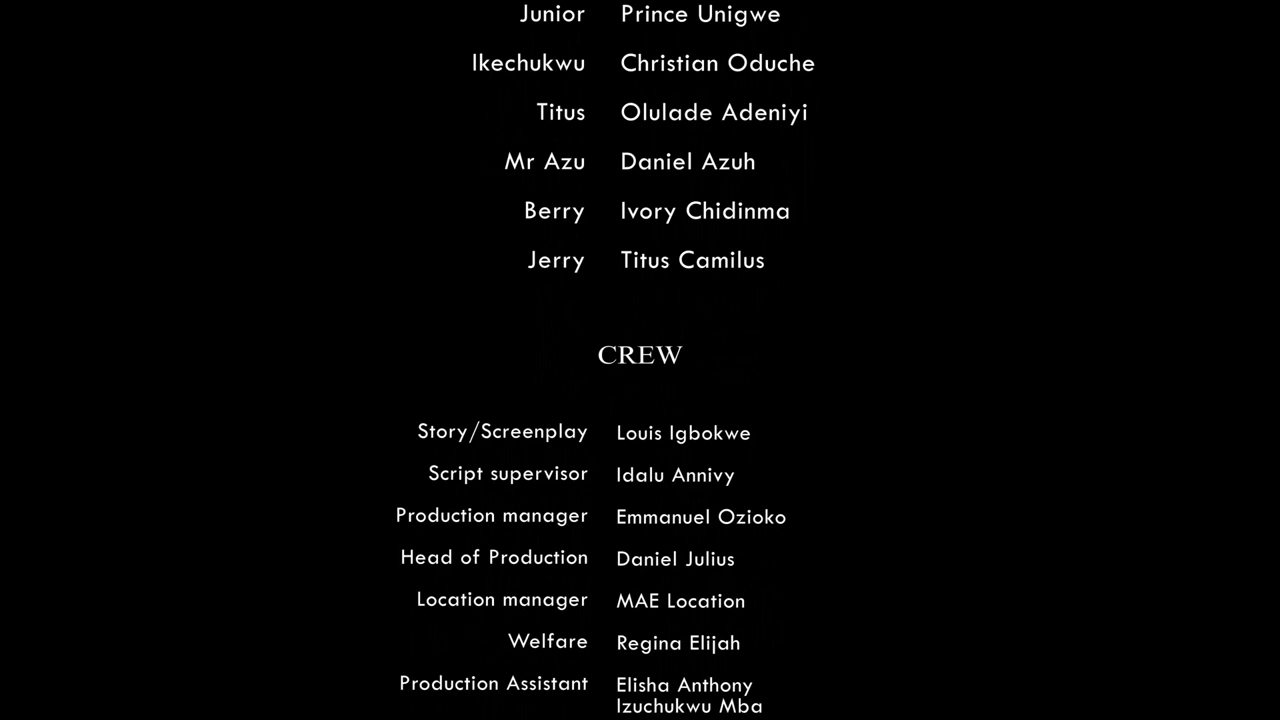 Junior Prince Unigwe
Ikechukwu Christian Oduche
Titus Olulade Adeniyi
Mr Azu Daniel Azuh
Berry Ivory Chidinma
Jerry Titus Camilus
CREW
Story/Screenplay Louis Igbokwe
Script supervisor Idalu Annivy
Production manager Emmanuel Ozioko
Head of Production Daniel Julius
Location manager MAE Location
Welfare Regina Elijah
Production Assistant Elisha Anthony
Izuchukwu Mba